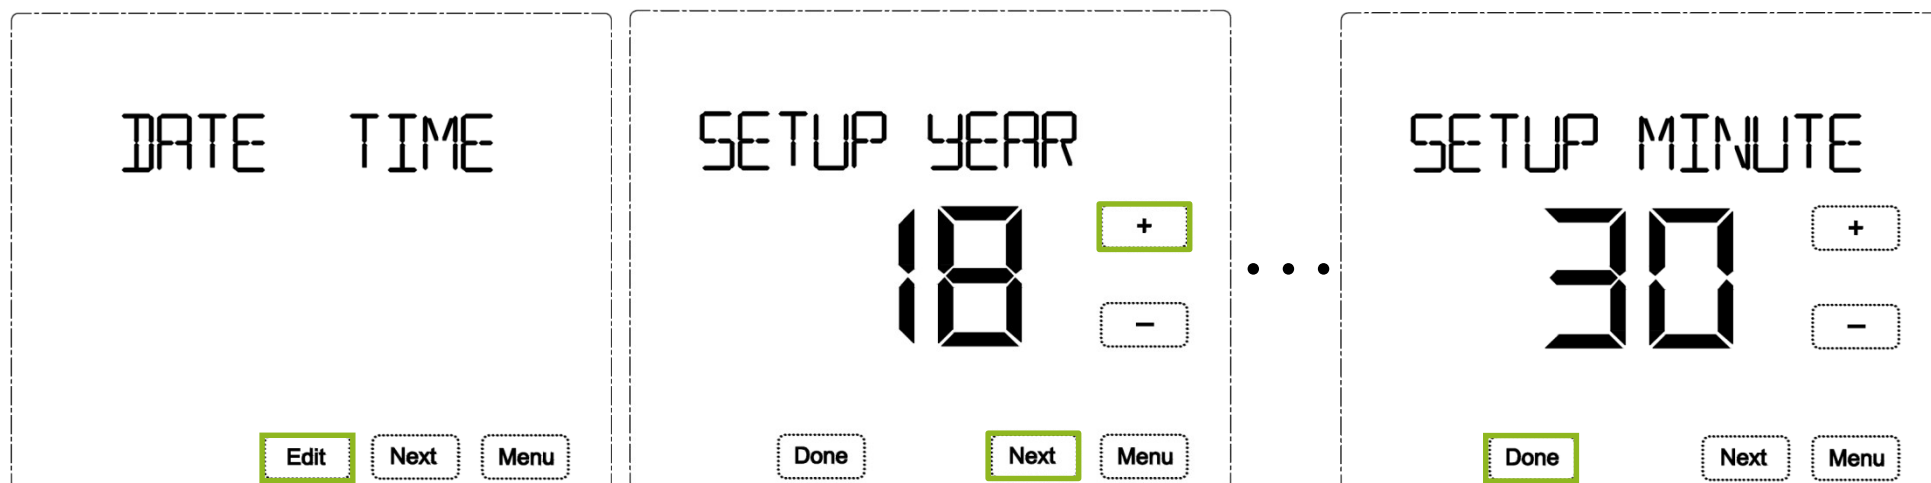 DATE TIME
Edit Next Menu
SETUP YEAR
18
+
−
Done Next Menu
...
SETUP MINUTE
30
+
−
Done Next Menu